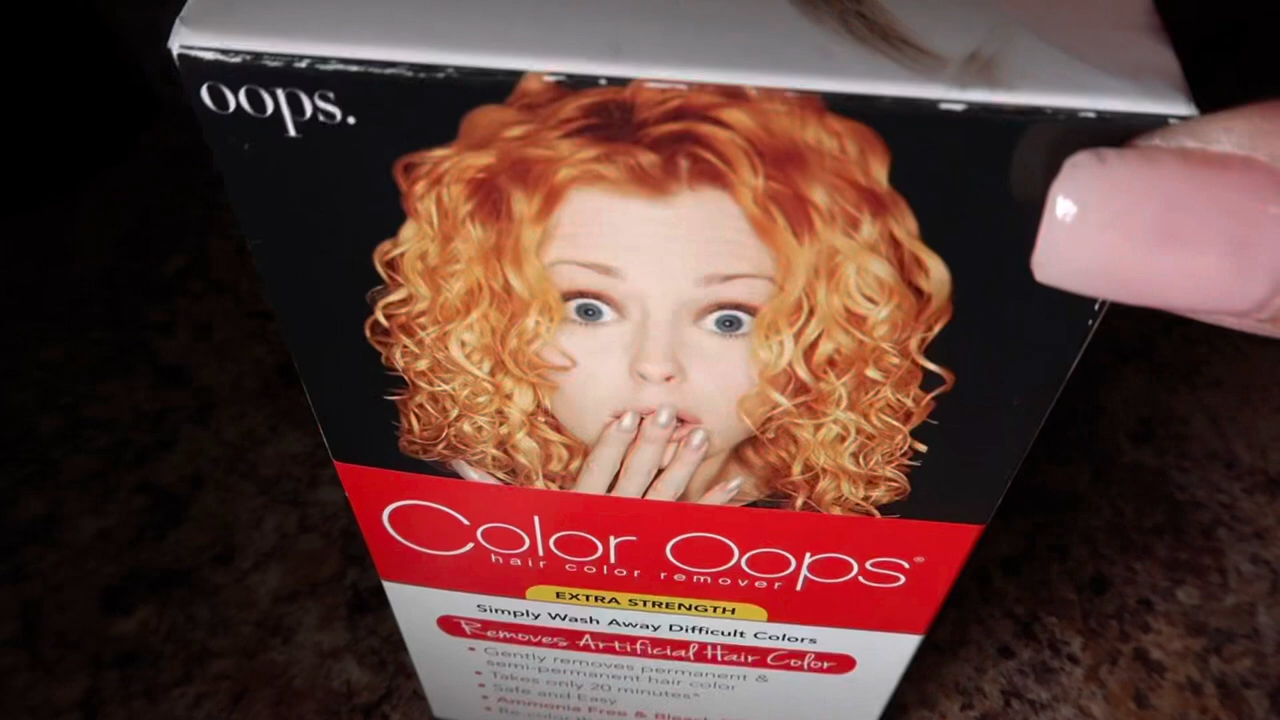 oops.
Color Oops®
hair color remover
EXTRA STRENGTH
Simply Wash Away Difficult Colors
Removes Artificial Hair Color
• Gently removes permanent &
semi-permanent hair color
• Takes only 20 minutes*
• Safe and Easy
• Ammonia Free &